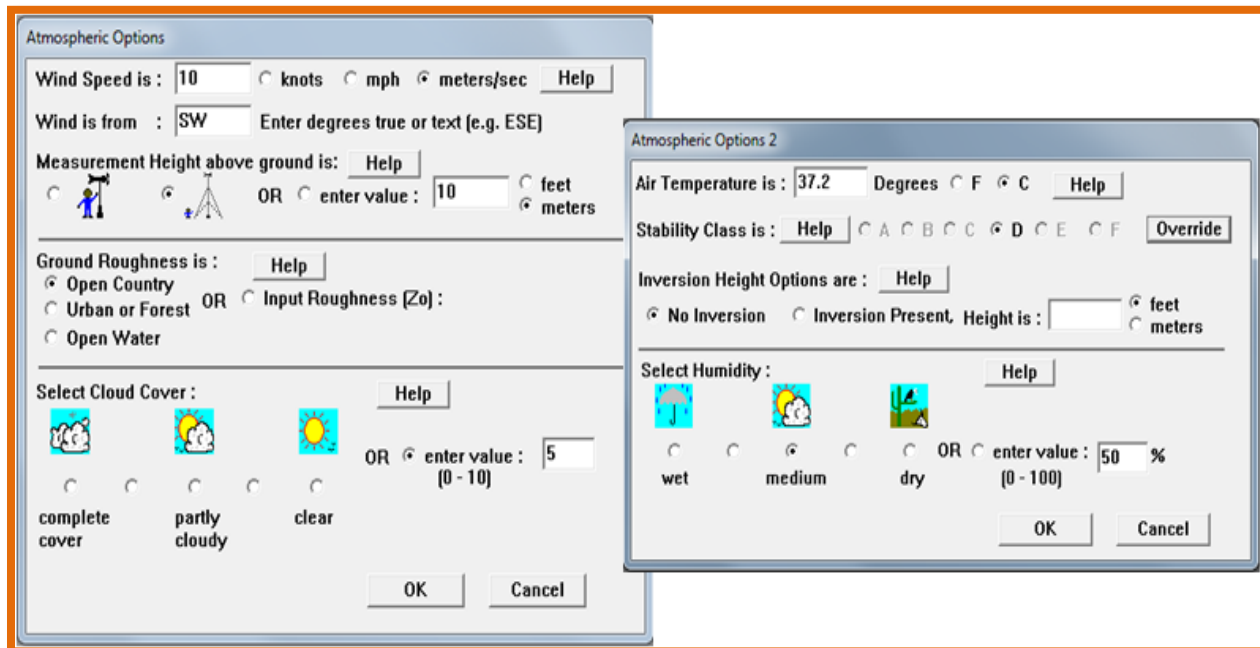 Atmospheric Options
Wind Speed is : 10 knots mph meters/sec Help
Wind is from : SW Enter degrees true or text (e.g. ESE)
Measurement Height above ground is: Help
OR enter value : 10 feet
meters
Ground Roughness is : Help
Open Country
Urban or Forest OR Input Roughness (Zo) :
Open Water
Select Cloud Cover : Help
OR enter value : 5
(0 - 10)
complete cover
partly cloudy
clear
OK Cancel
Atmospheric Options 2
Air Temperature is : 37.2 Degrees F C Help
Stability Class is : Help A B C D E F Override
Inversion Height Options are : Help
No Inversion Inversion Present, Height is : feet
meters
Select Humidity : Help
OR enter value : 50 %
wet medium dry (0 - 100)
OK Cancel